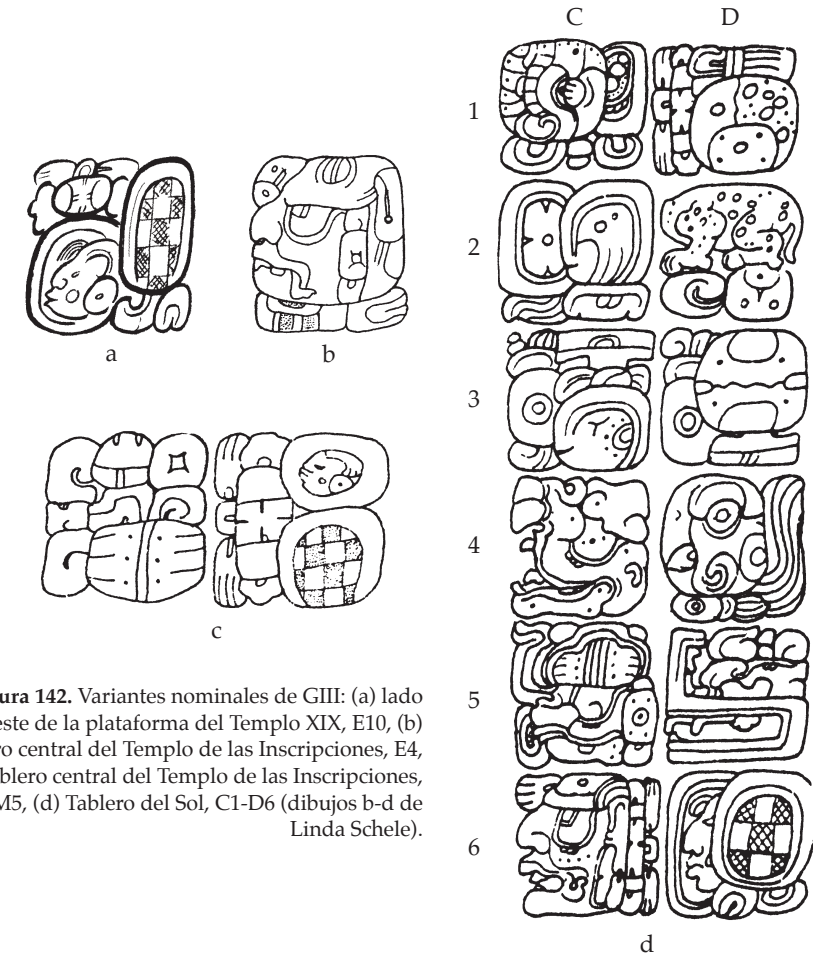 C D
1
2
3
4
5
6
a b
c
d
ura 142. Variantes nominales de GIII: (a) lado
este de la plataforma del Templo XIX, E10, (b)
ro central del Templo de las Inscripciones, E4,
blero central del Templo de las Inscripciones,
M5, (d) Tablero del Sol, C1-D6 (dibujos b-d de
Linda Schele).